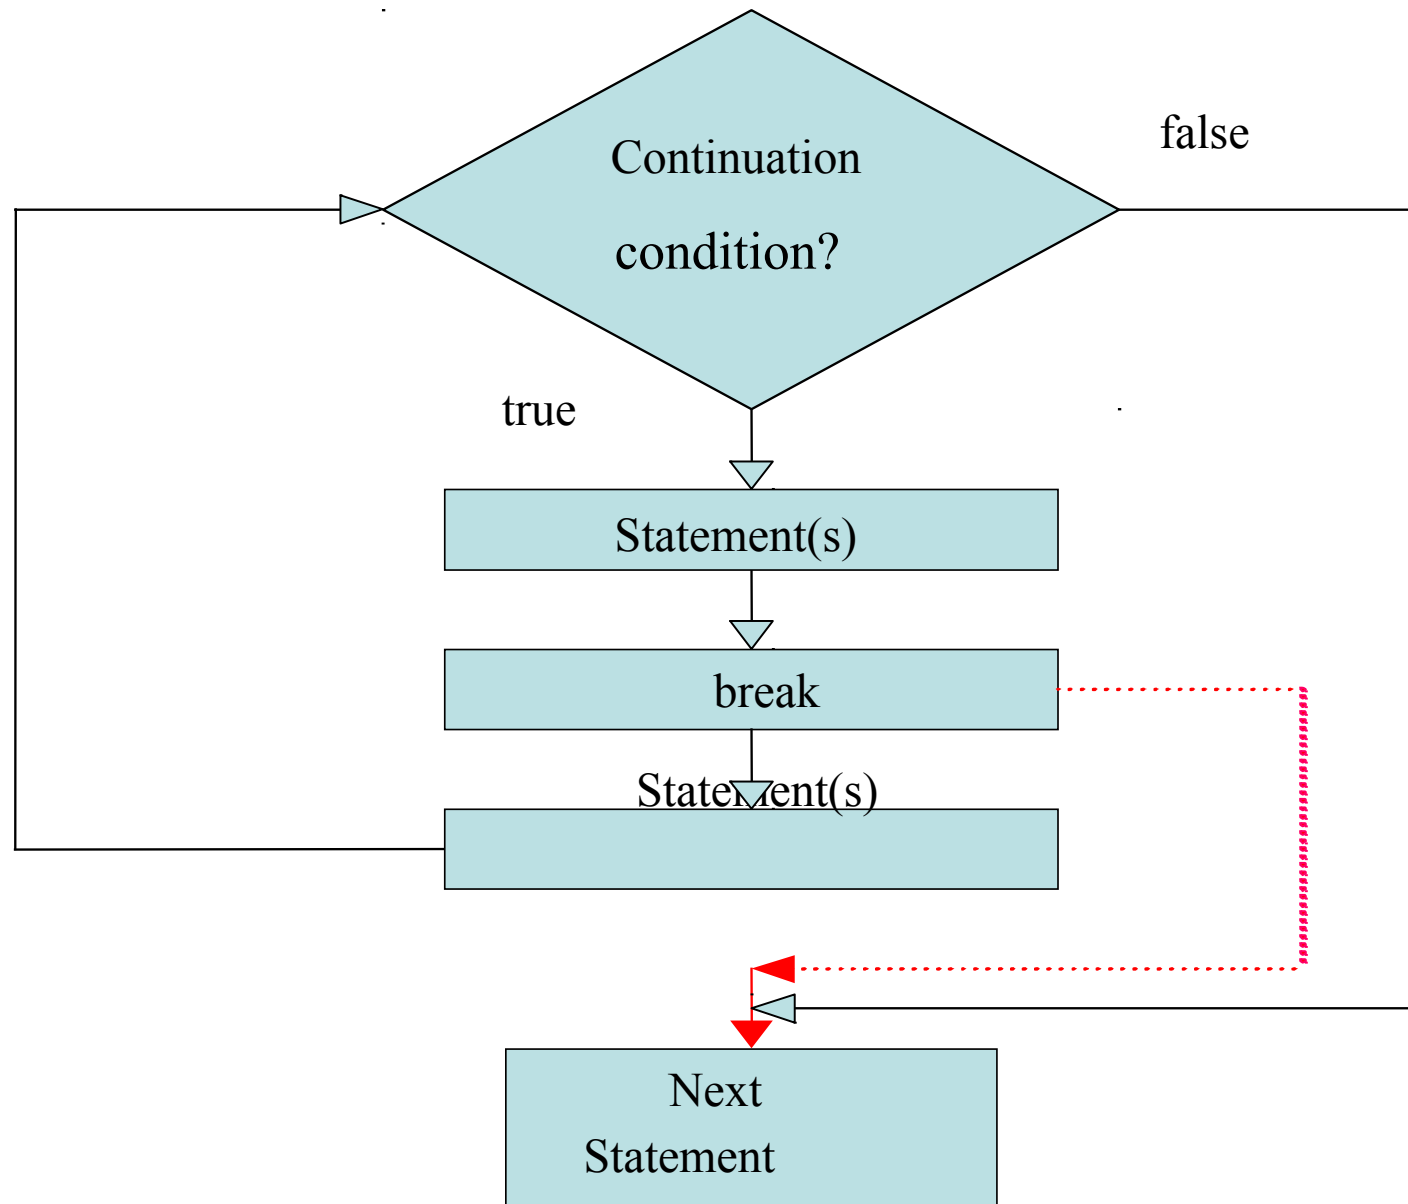 false
Continuation
condition?
true
Statement(s)
break
Statement(s)
Next
Statement